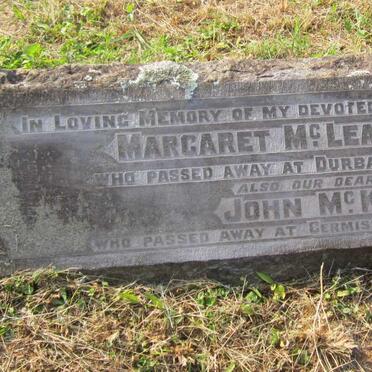 IN LOVING MEMORY OF MY DEVOTED
MARGARET MCLEA
WHO PASSED AWAY AT DURBA
ALSO OUR DEAR
JOHN MCK
WHO PASSED AWAY AT GERMIS